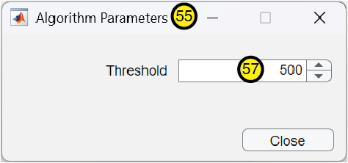 Algorithm Parameters 55
Threshold 57 500
Close